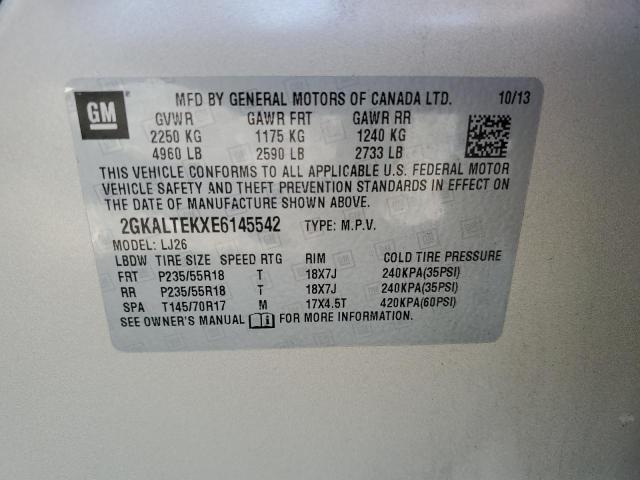 GM
MFD BY GENERAL MOTORS OF CANADA LTD. 10/13
GVWR GAWR FRT GAWR RR
2250 KG 1175 KG 1240 KG
4960 LB 2590 LB 2733 LB
THIS VEHICLE CONFORMS TO ALL APPLICABLE U.S. FEDERAL MOTOR
VEHICLE SAFETY AND THEFT PREVENTION STANDARDS IN EFFECT ON
THE DATE OF MANUFACTURE SHOWN ABOVE.
2GKALTEKXE6145542 TYPE: M.P.V.
MODEL: LJ26
LBDW TIRE SIZE SPEED RTG RIM COLD TIRE PRESSURE
FRT P235/55R18 T 18X7J 240KPA(35PSI)
RR P235/55R18 T 18X7J 240KPA(35PSI)
SPA T145/70R17 M 17X4.5T 420KPA(60PSI)
SEE OWNER'S MANUAL FOR MORE INFORMATION.